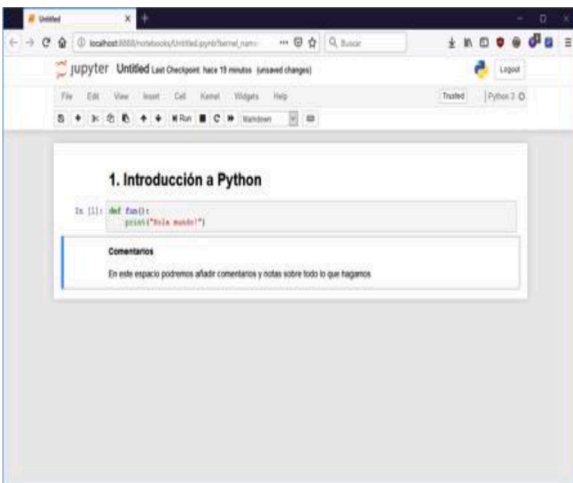 Untitled
localhost:8888/notebooks/Untitled.ipynb?kernel_name=
Buscar
jupyter Untitled Last Checkpoint: hace 19 minutos (unsaved changes)
Logout
File Edit View Insert Cell Kernel Widgets Help
Trusted
Python 3
Run
Markdown
1. Introducción a Python
In [1]: def fun():
print("Hola mundo!")
Comentarios
En este espacio podremos añadir comentarios y notas sobre todo lo que hagamos